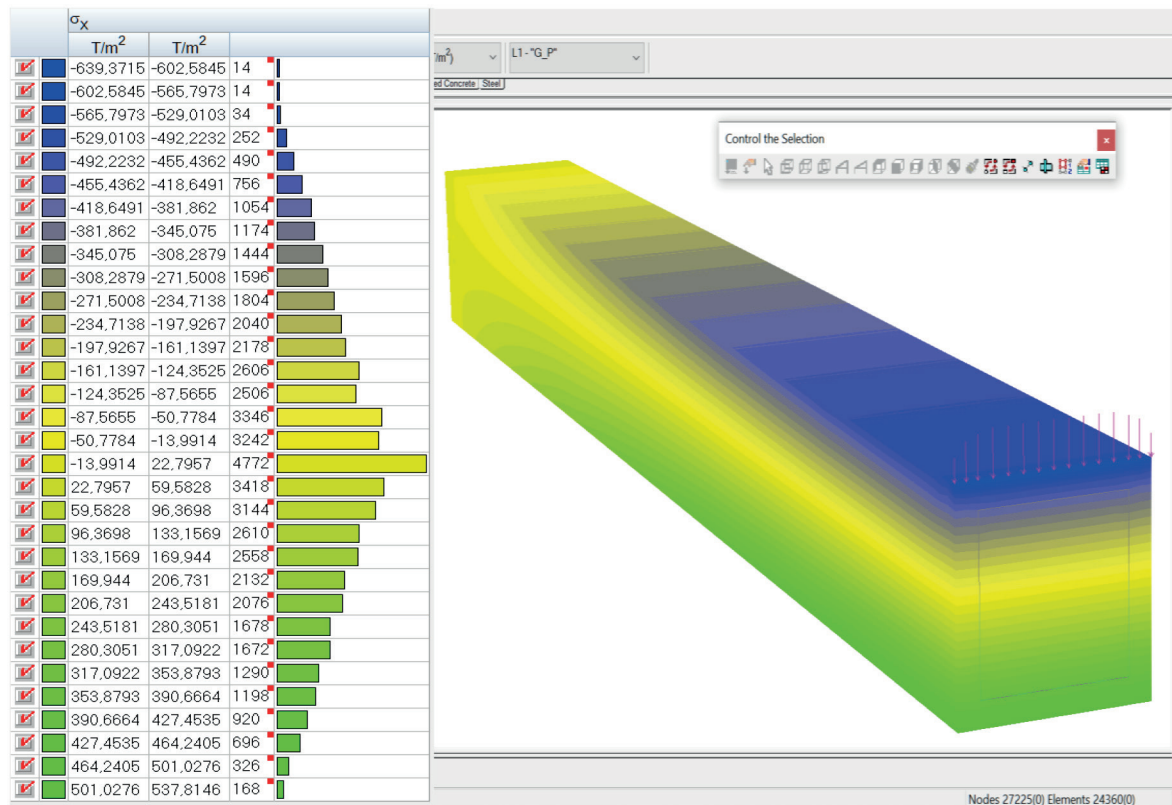 σx
T/m² T/m²
-639,3715 -602,5845 14
-602,5845 -565,7973 14
-565,7973 -529,0103 34
-529,0103 -492,2232 252
-492,2232 -455,4362 490
-455,4362 -418,6491 756
-418,6491 -381,862 1054
-381,862 -345,075 1174
-345,075 -308,2879 1444
-308,2879 -271,5008 1596
-271,5008 -234,7138 1804
-234,7138 -197,9267 2040
-197,9267 -161,1397 2178
-161,1397 -124,3525 2606
-124,3525 -87,5655 2506
-87,5655 -50,7784 3346
-50,7784 -13,9914 3242
-13,9914 22,7957 4772
22,7957 59,5828 3418
59,5828 96,3698 3144
96,3698 133,1569 2610
133,1569 169,944 2558
169,944 206,731 2132
206,731 243,5181 2076
243,5181 280,3051 1678
280,3051 317,0922 1672
317,0922 353,8793 1290
353,8793 390,6664 1198
390,6664 427,4535 920
427,4535 464,2405 696
464,2405 501,0276 326
501,0276 537,8146 168
/m²) L1 - "G_P"
ed Concrete Steel
Control the Selection
x
Nodes 27225(0) Elements 24360(0)